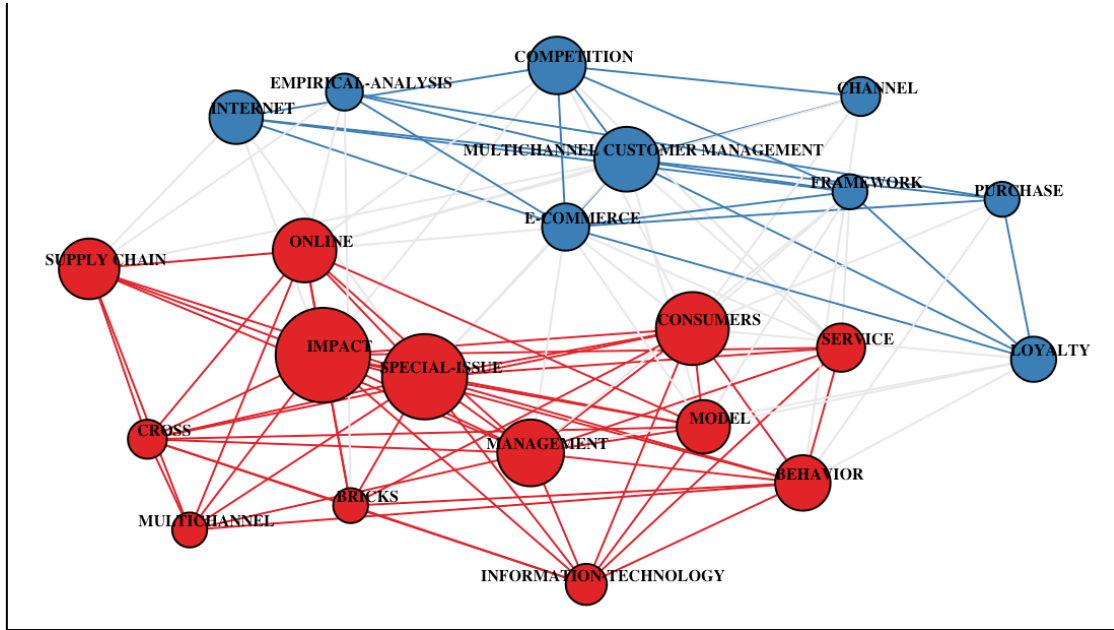 COMPETITION
EMPIRICAL-ANALYSIS
CHANNEL
INTERNET
MULTICHANNEL CUSTOMER MANAGEMENT
FRAMEWORK
PURCHASE
E-COMMERCE
ONLINE
SUPPLY CHAIN
CONSUMERS
SERVICE
IMPACT
LOYALTY
SPECIAL-ISSUE
MODEL
CROSS
MANAGEMENT
BEHAVIOR
BRICKS
MULTICHANNEL
INFORMATION-TECHNOLOGY